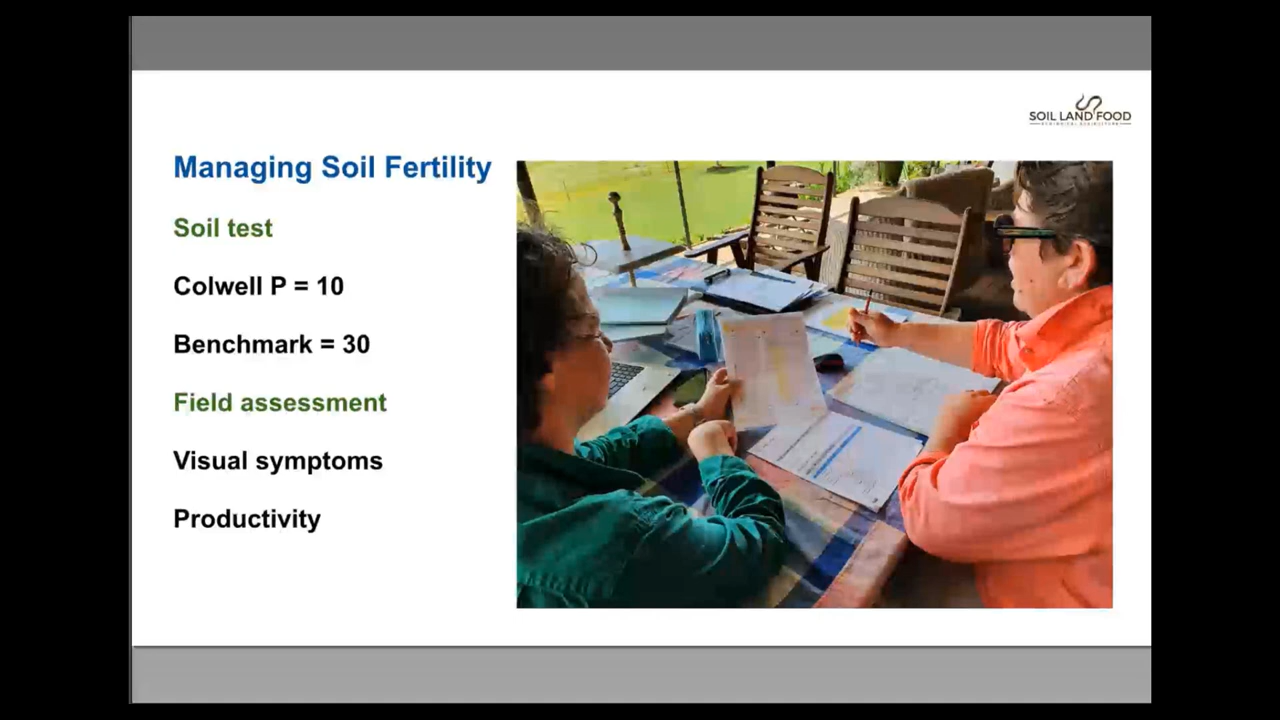 SOIL LAND FOOD
Managing Soil Fertility
Soil test
Colwell P = 10
Benchmark = 30
Field assessment
Visual symptoms
Productivity